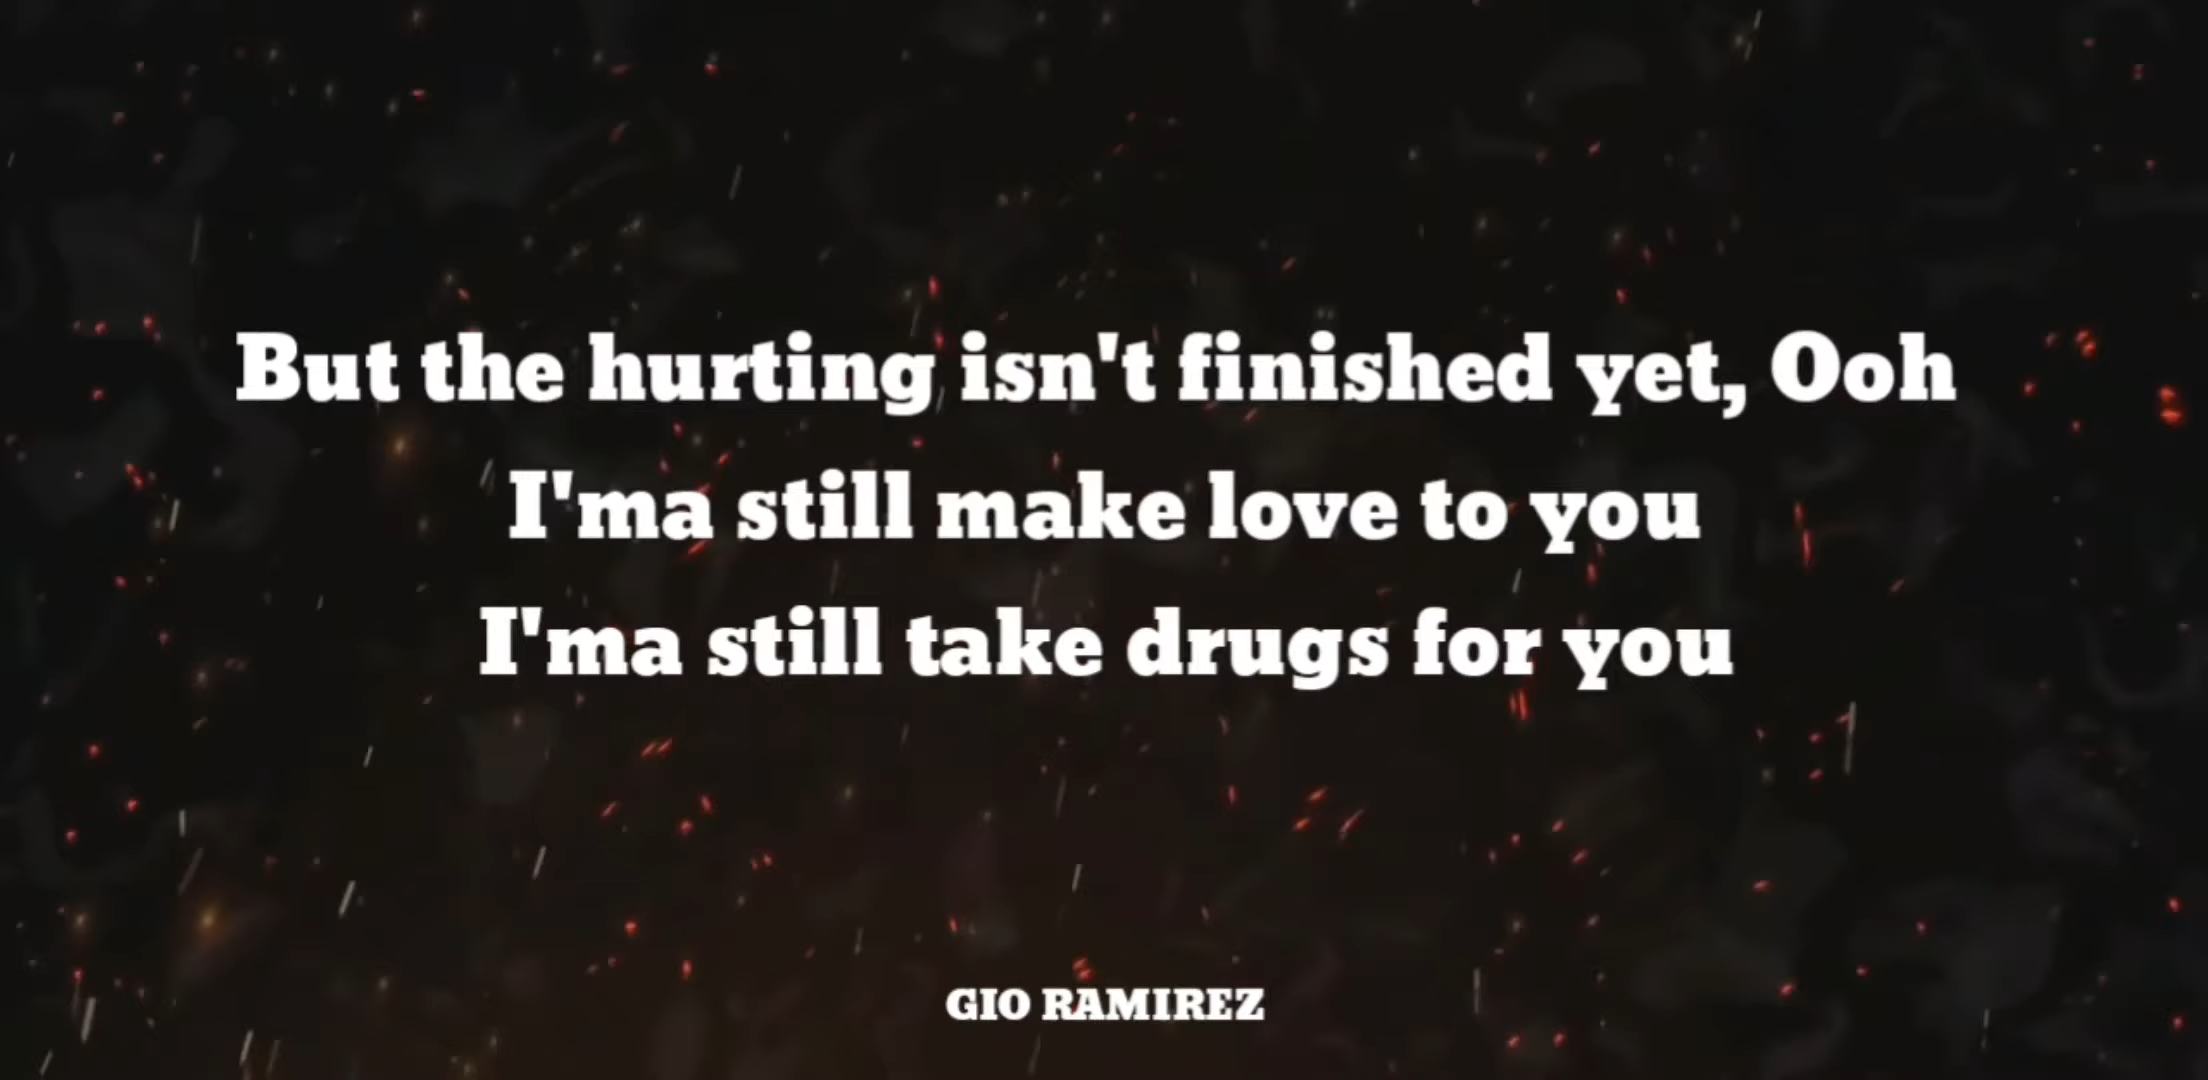 But the hurting isn't finished yet, Ooh
I'ma still make love to you
I'ma still take drugs for you
GIO RAMIREZ